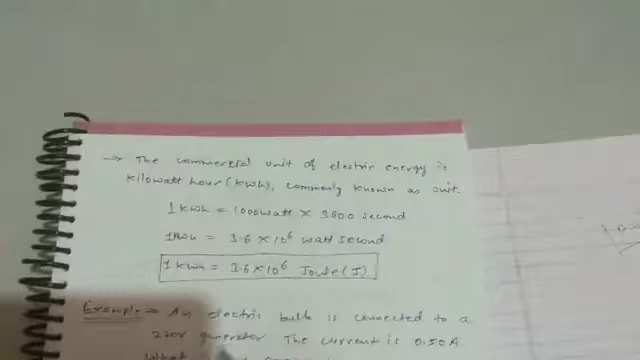 → The commercial unit of electric energy is
kilowatt hour (kwh), commonly known as unit.
1 kwh = 1000 watt × 3600 second
1kwh = 3.6 × 10⁶ watt second
1 kwh = 3.6 × 10⁶ Joule (J)
Example → An electric bulb is connected to a
220v generator. The current is 0.50 A.
What